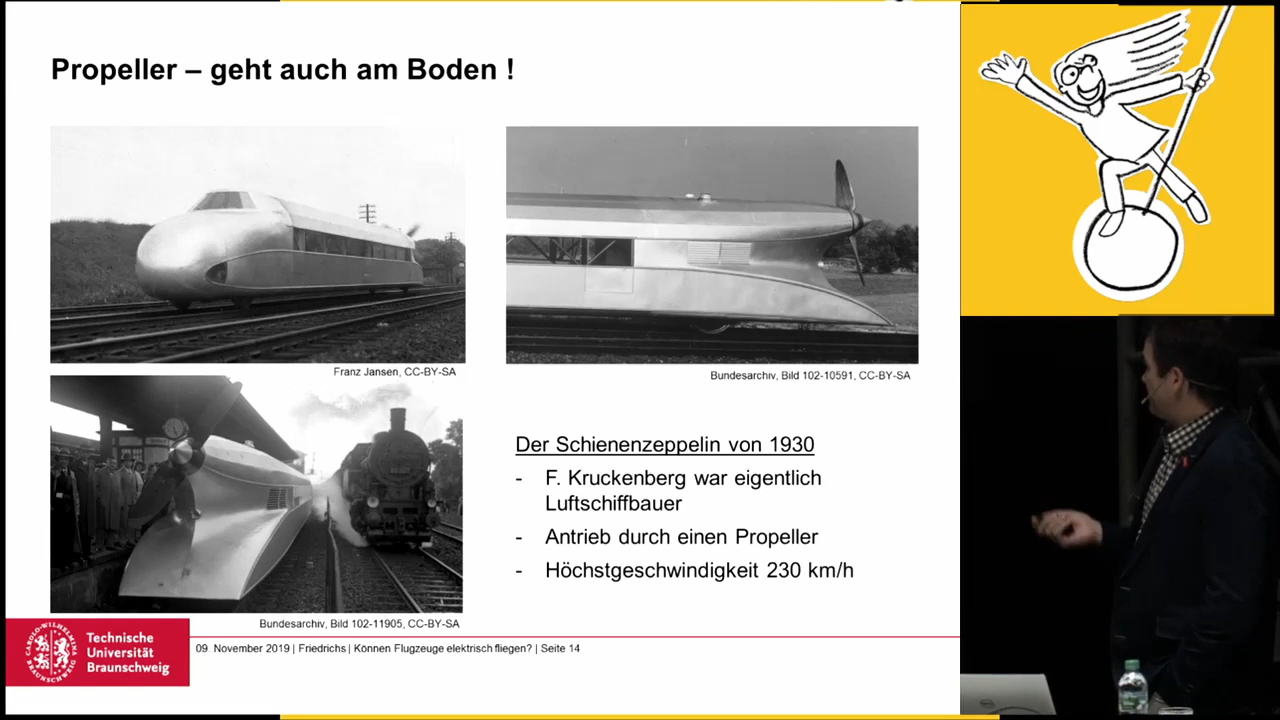 Propeller – geht auch am Boden !
Franz Jansen, CC-BY-SA
Bundesarchiv, Bild 102-10591, CC-BY-SA
Der Schienenzeppelin von 1930
- F. Kruckenberg war eigentlich
Luftschiffbauer
- Antrieb durch einen Propeller
- Höchstgeschwindigkeit 230 km/h
Bundesarchiv, Bild 102-11905, CC-BY-SA
Technische
Universität
Braunschweig
09. November 2019 | Friedrichs | Können Flugzeuge elektrisch fliegen? | Seite 14